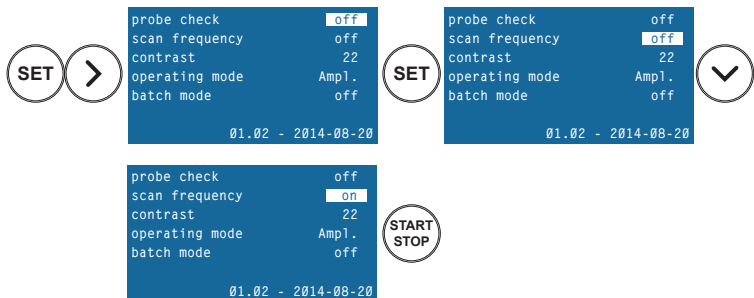 SET
probe check off
scan frequency off
contrast 22
operating mode Ampl.
batch mode off
01.02 - 2014-08-20
SET
probe check off
scan frequency off
contrast 22
operating mode Ampl.
batch mode off
01.02 - 2014-08-20
probe check off
scan frequency on
contrast 22
operating mode Ampl.
batch mode off
01.02 - 2014-08-20
START
STOP